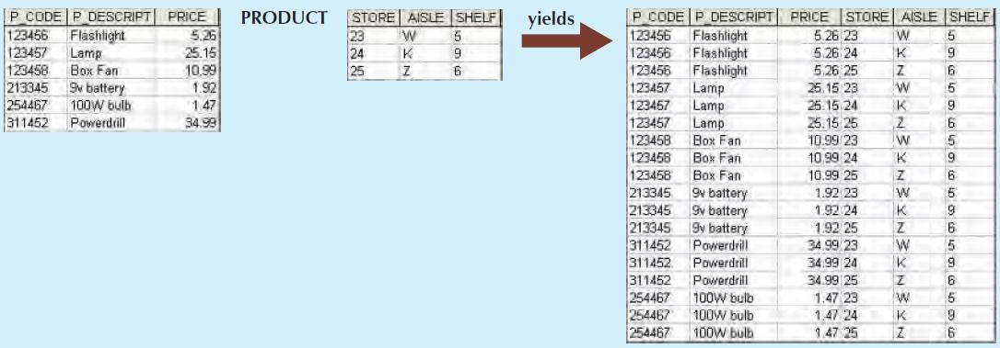 P_CODE P_DESCRIPT PRICE
123456 Flashlight 5.26
123457 Lamp 25.15
123458 Box Fan 10.99
213345 9v battery 1.92
254467 100W bulb 1.47
311452 Powerdrill 34.99
PRODUCT
STORE AISLE SHELF
23 W 5
24 K 9
25 Z 6
yields
P_CODE P_DESCRIPT PRICE STORE AISLE SHELF
123456 Flashlight 5.26 23 W 5
123456 Flashlight 5.26 24 K 9
123456 Flashlight 5.26 25 Z 6
123457 Lamp 25.15 23 W 5
123457 Lamp 25.15 24 K 9
123457 Lamp 25.15 25 Z 6
123458 Box Fan 10.99 23 W 5
123458 Box Fan 10.99 24 K 9
123458 Box Fan 10.99 25 Z 6
213345 9v battery 1.92 23 W 5
213345 9v battery 1.92 24 K 9
213345 9v battery 1.92 25 Z 6
311452 Powerdrill 34.99 23 W 5
311452 Powerdrill 34.99 24 K 9
311452 Powerdrill 34.99 25 Z 6
254467 100W bulb 1.47 23 W 5
254467 100W bulb 1.47 24 K 9
254467 100W bulb 1.47 25 Z 6